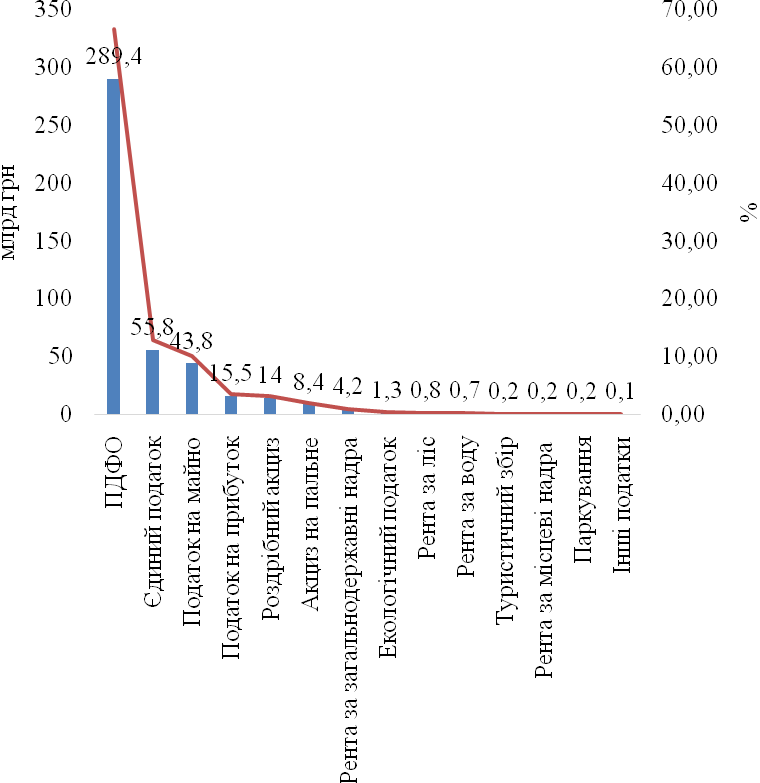 350
300
250
200
150
100
50
0
млрд грн
289,4
55,8
43,8
15,5
14
8,4
4,2
1,3
0,8
0,7
0,2
0,2
0,2
0,1
70,00
60,00
50,00
40,00
30,00
20,00
10,00
0,00
%
ПДФО
Єдиний податок
Податок на майно
Податок на прибуток
Роздрібний акциз
Акциз на пальне
Рента за загальнодержавні надра
Екологічний податок
Рента за ліс
Рента за воду
Туристичний збір
Рента за місцеві надра
Паркування
Інші податки